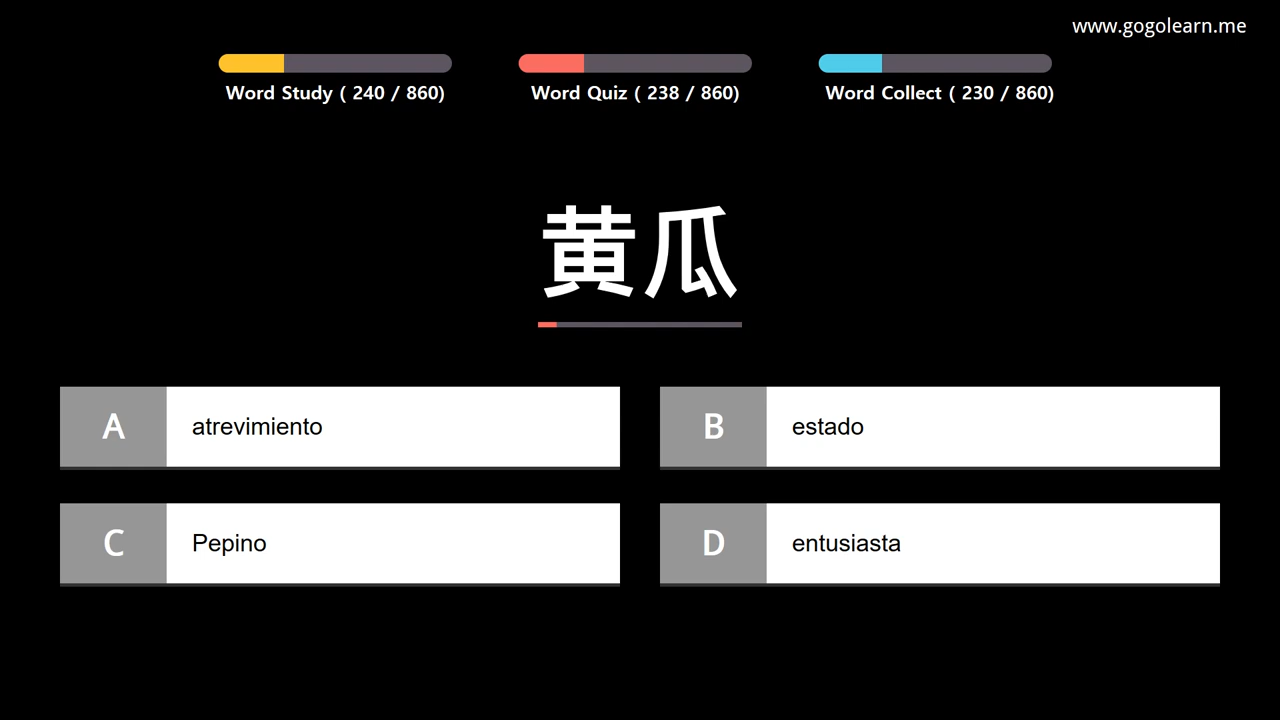 www.gogolearn.me
Word Study ( 240 / 860)
Word Quiz ( 238 / 860)
Word Collect ( 230 / 860)
黄瓜
A atrevimiento
B estado
C Pepino
D entusiasta